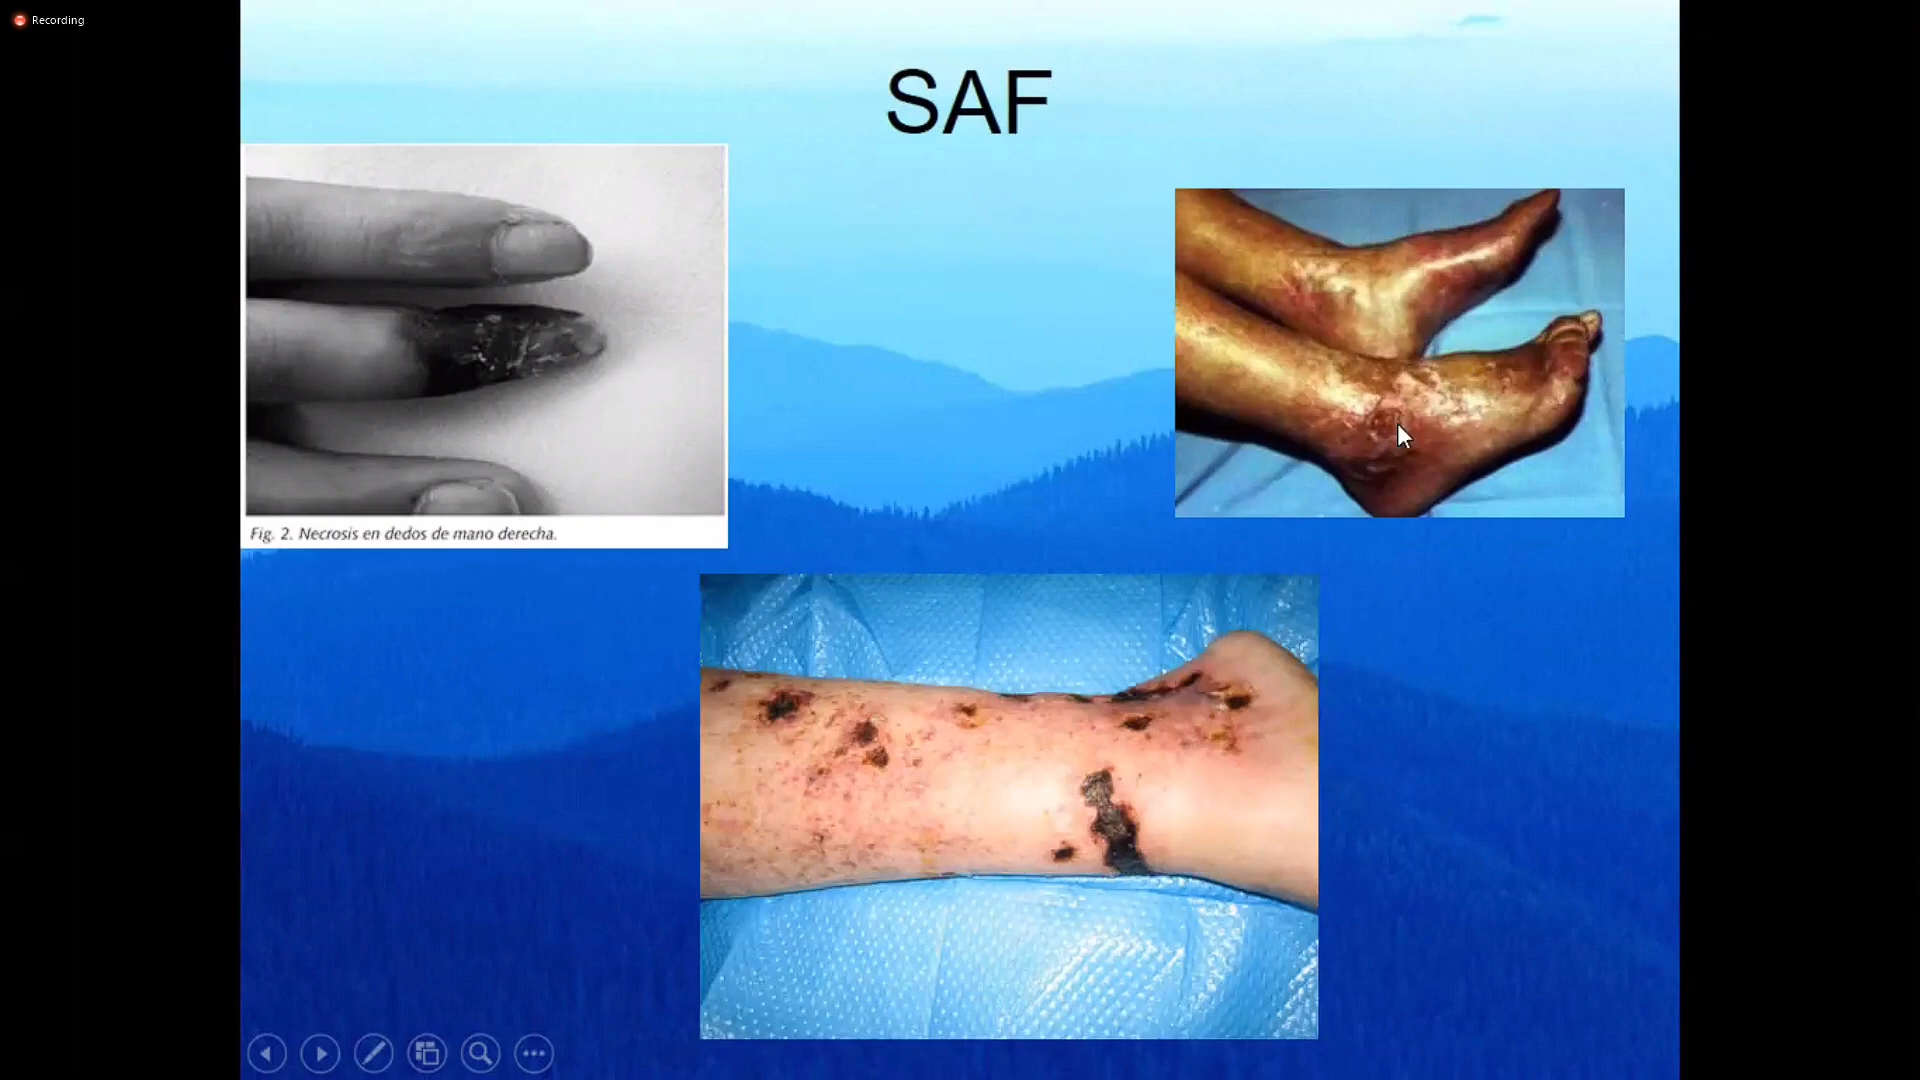 Recording
SAF
Fig. 2. Necrosis en dedos de mano derecha.